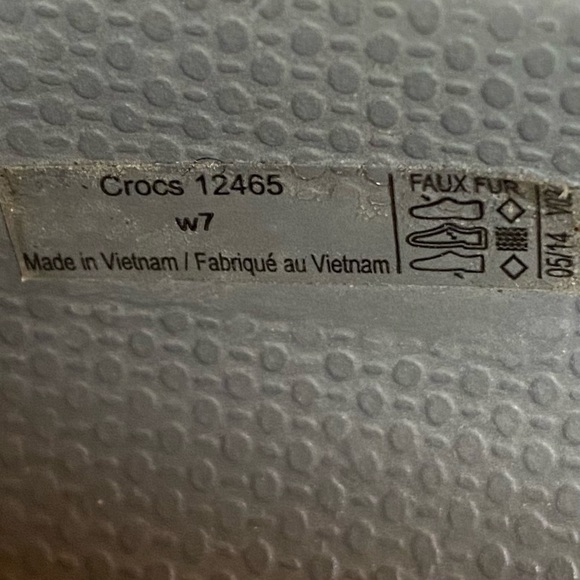 Crocs 12465
w7
Made in Vietnam / Fabriqué au Vietnam
FAUX FUR
05/14